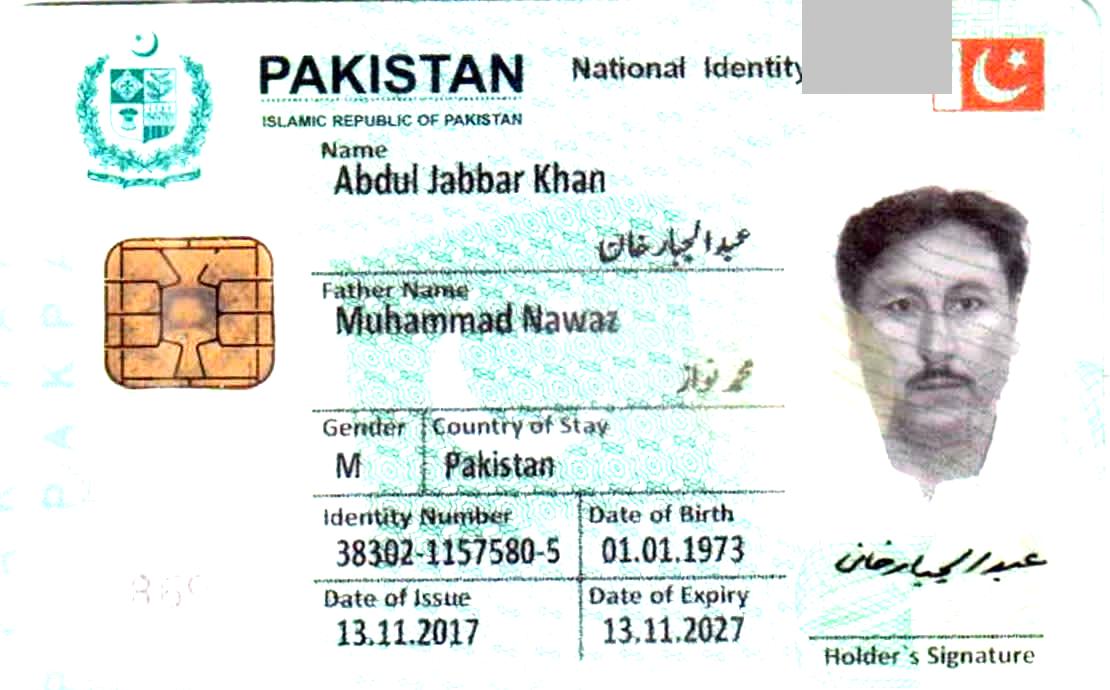 PAKISTAN National Identity
ISLAMIC REPUBLIC OF PAKISTAN
Name
Abdul Jabbar Khan
عبدالجبار خان
Father Name
Muhammad Nawaz
محمد نواز
Gender Country of Stay
M Pakistan
Identity Number Date of Birth
38302-1157580-5 01.01.1973
Date of Issue Date of Expiry
13.11.2017 13.11.2027
عبدالجبار خان
Holder`s Signature